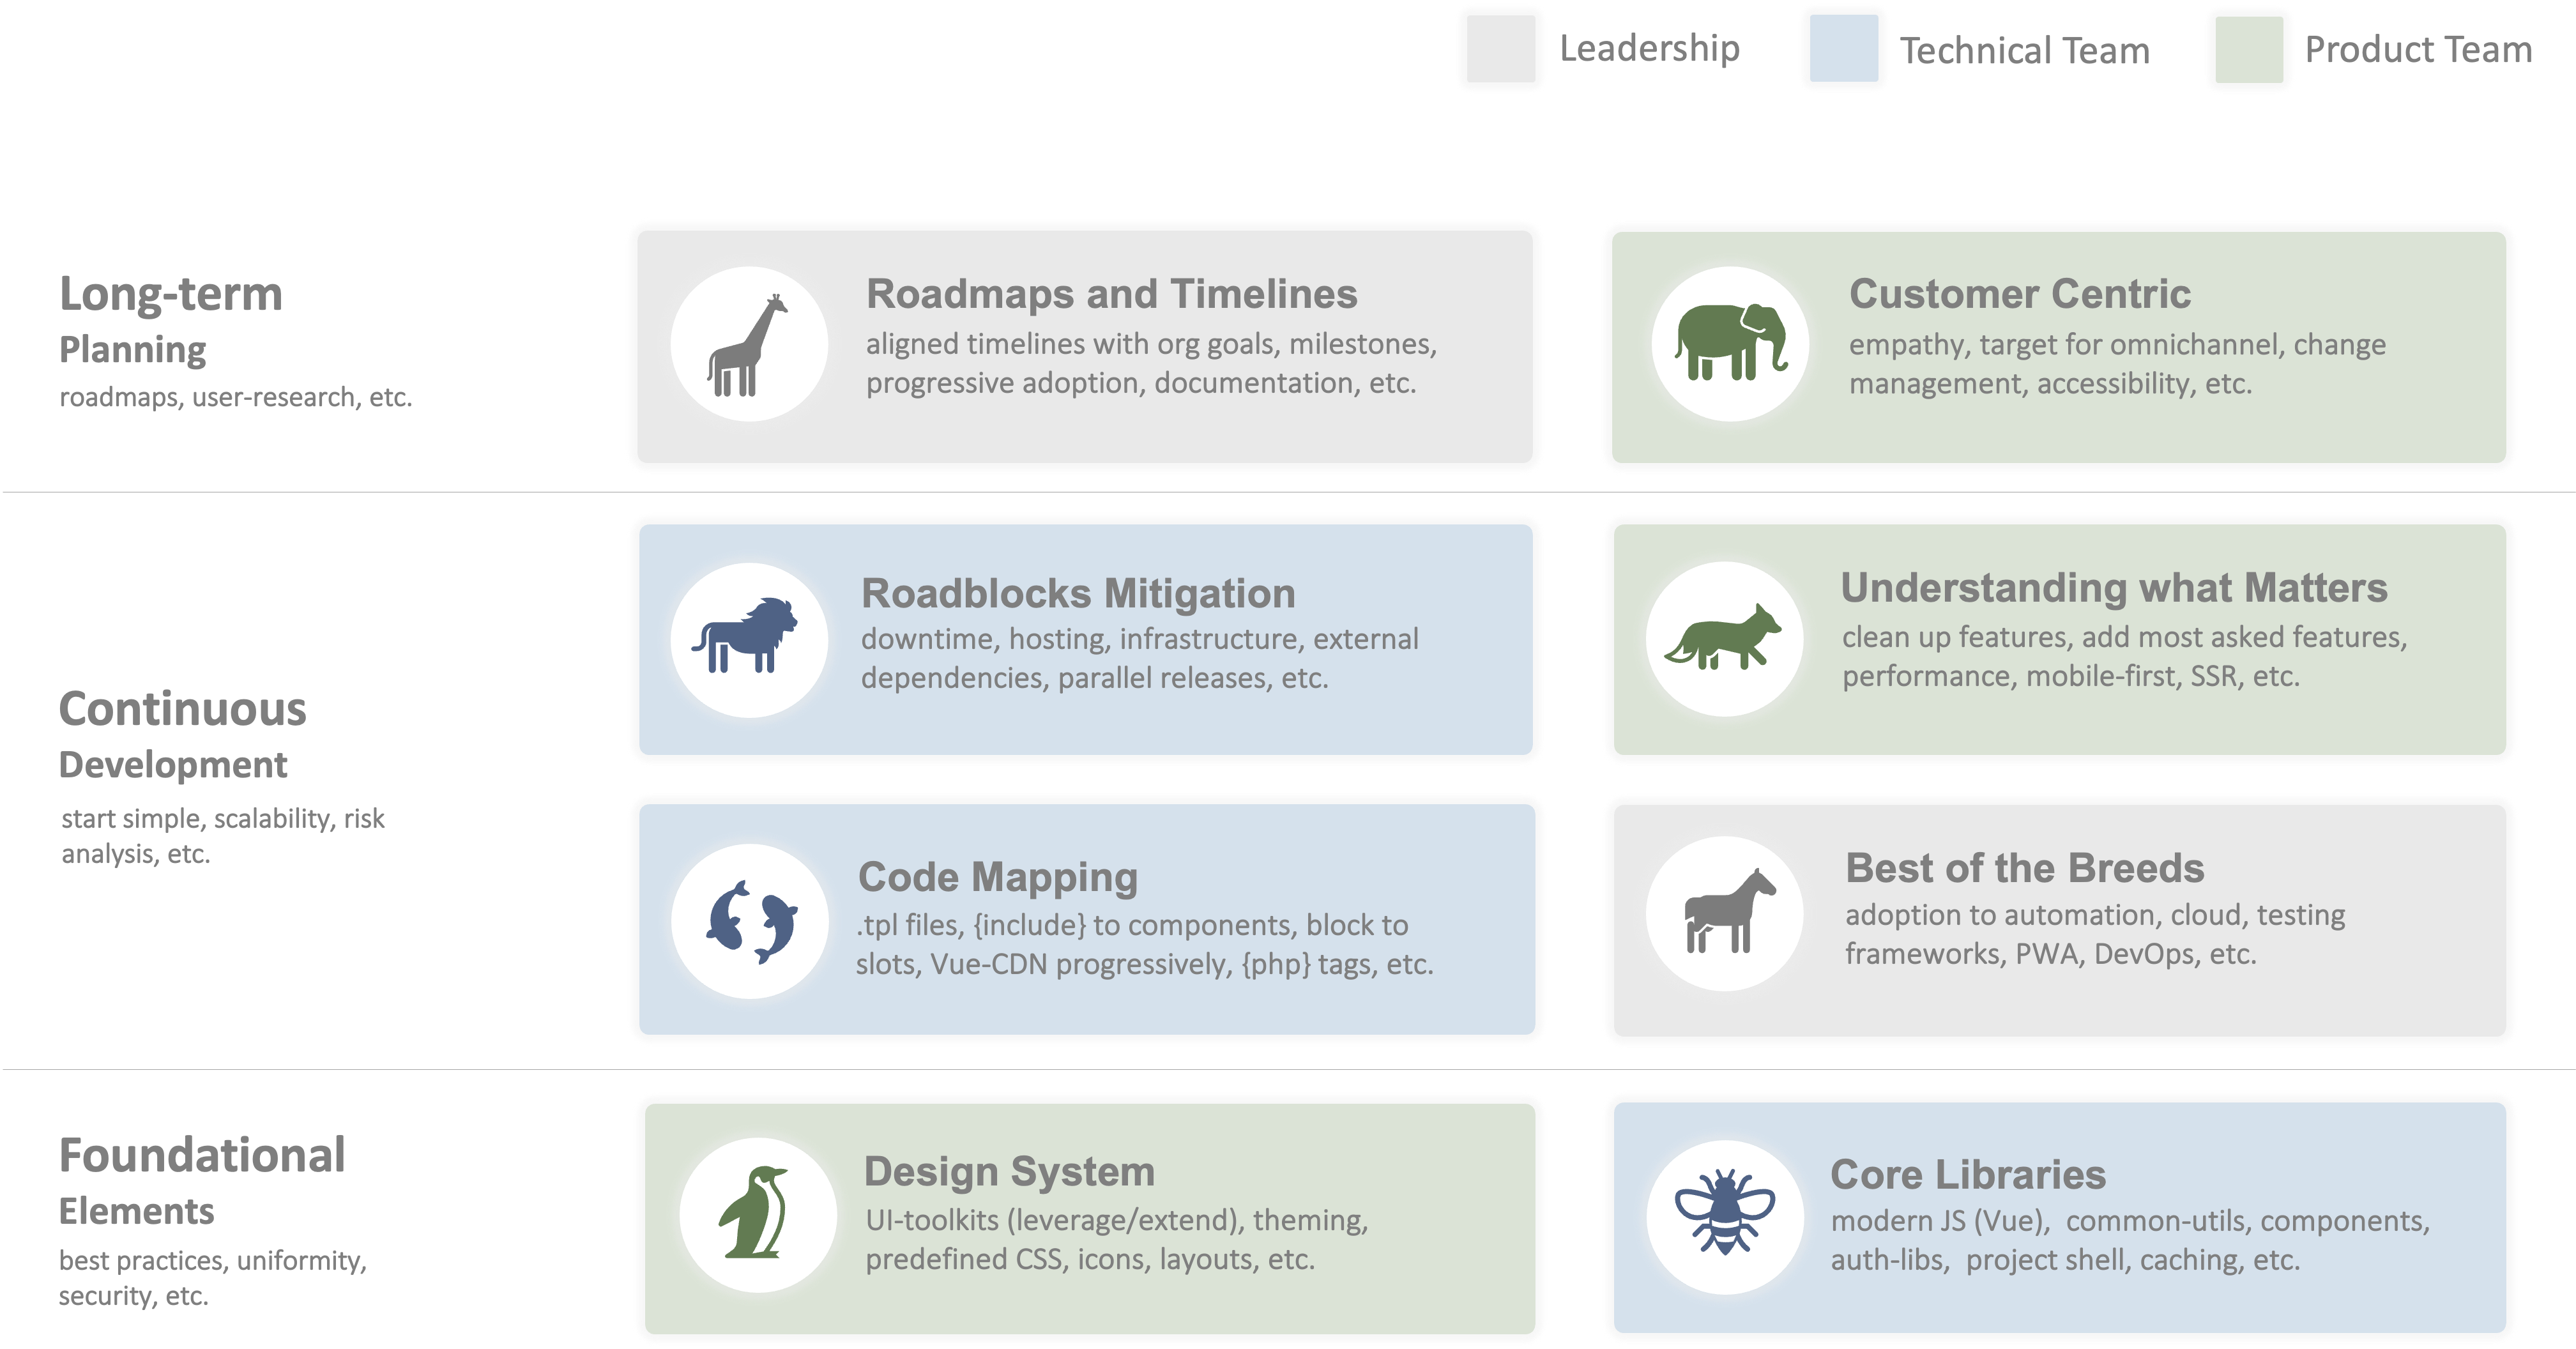 Leadership
Technical Team
Product Team
Long-term
Planning
roadmaps, user-research, etc.
Roadmaps and Timelines
aligned timelines with org goals, milestones,
progressive adoption, documentation, etc.
Customer Centric
empathy, target for omnichannel, change
management, accessibility, etc.
Continuous
Development
start simple, scalability, risk
analysis, etc.
Roadblocks Mitigation
downtime, hosting, infrastructure, external
dependencies, parallel releases, etc.
Understanding what Matters
clean up features, add most asked features,
performance, mobile-first, SSR, etc.
Code Mapping
.tpl files, {include} to components, block to
slots, Vue-CDN progressively, {php} tags, etc.
Best of the Breeds
adoption to automation, cloud, testing
frameworks, PWA, DevOps, etc.
Foundational
Elements
best practices, uniformity,
security, etc.
Design System
UI-toolkits (leverage/extend), theming,
predefined CSS, icons, layouts, etc.
Core Libraries
modern JS (Vue),  common-utils, components,
auth-libs,  project shell, caching, etc.